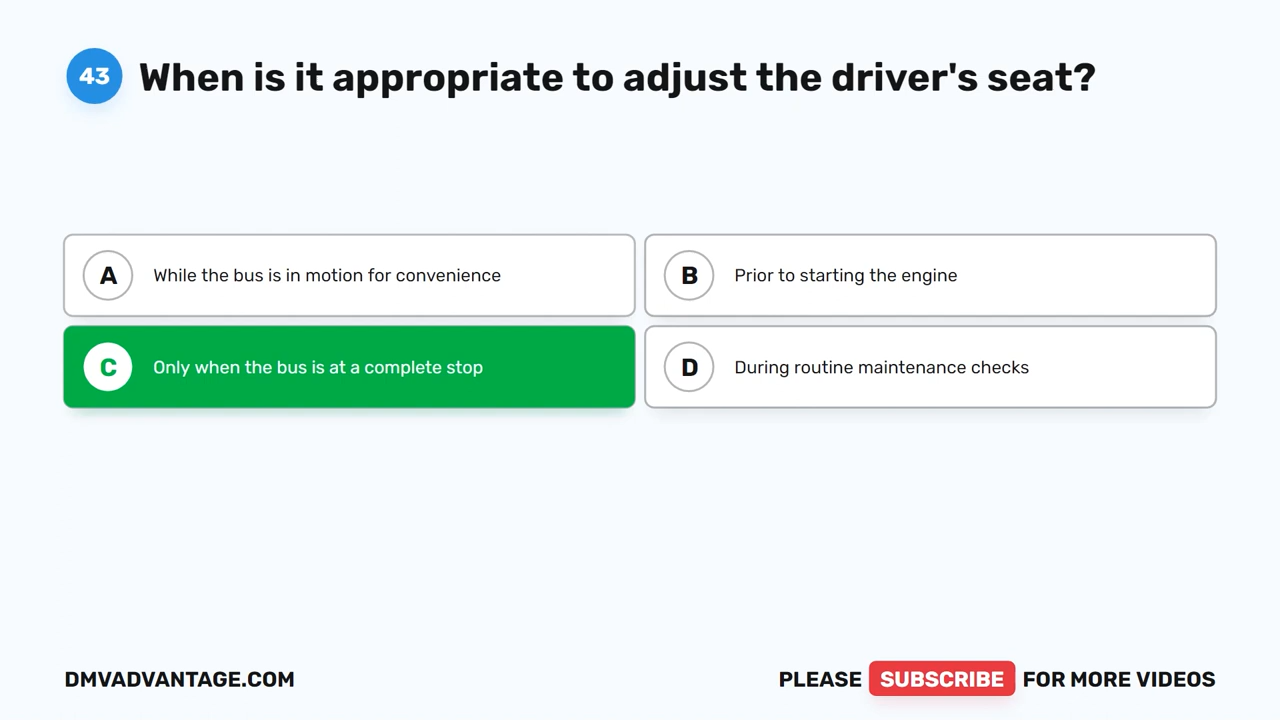 43 When is it appropriate to adjust the driver's seat?
A While the bus is in motion for convenience
B Prior to starting the engine
C Only when the bus is at a complete stop
D During routine maintenance checks
DMVADVANTAGE.COM
PLEASE SUBSCRIBE FOR MORE VIDEOS